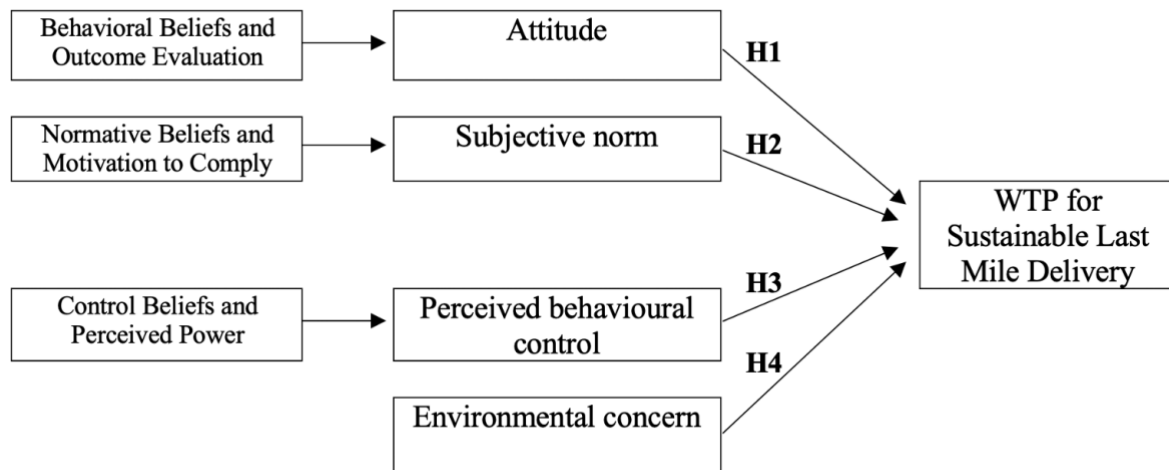 Behavioral Beliefs and
Outcome Evaluation
Attitude
H1
Normative Beliefs and
Motivation to Comply
Subjective norm
H2
WTP for
Sustainable Last
Mile Delivery
Control Beliefs and
Perceived Power
Perceived behavioural
control
H3
H4
Environmental concern